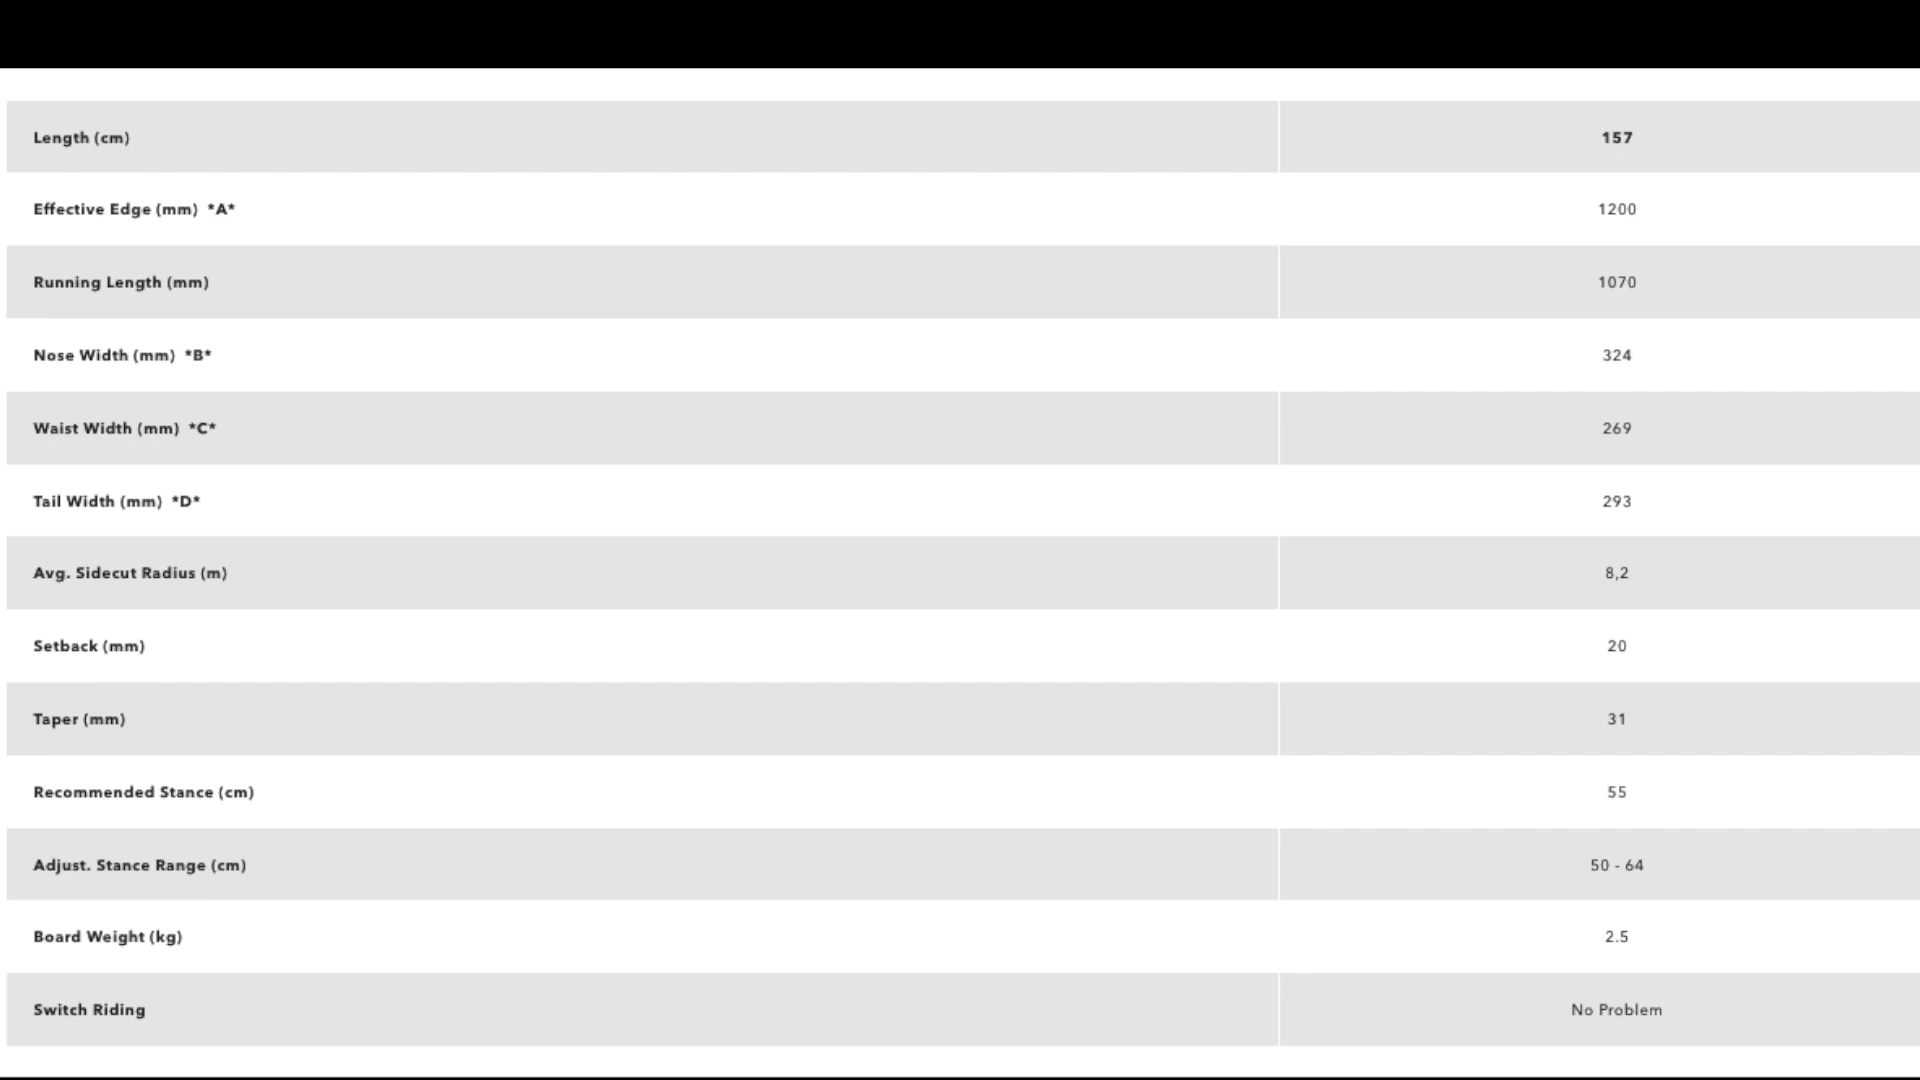 Length (cm) 157
Effective Edge (mm) *A* 1200
Running Length (mm) 1070
Nose Width (mm) *B* 324
Waist Width (mm) *C* 269
Tail Width (mm) *D* 293
Avg. Sidecut Radius (m) 8,2
Setback (mm) 20
Taper (mm) 31
Recommended Stance (cm) 55
Adjust. Stance Range (cm) 50 - 64
Board Weight (kg) 2.5
Switch Riding No Problem